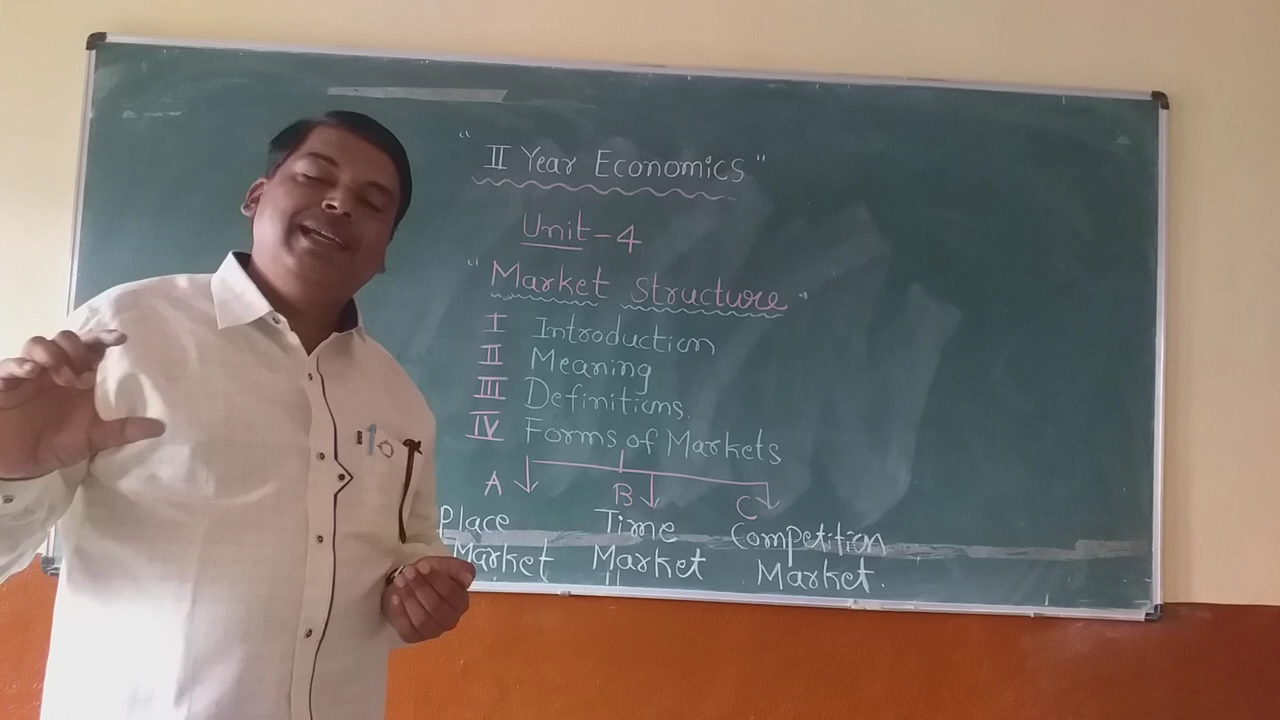 "II Year Economics"
Unit-4
"Market Structure"
I Introduction
II Meaning
III Definitions.
IV Forms of Markets
A B C
Place Time Competition
Market Market Market.